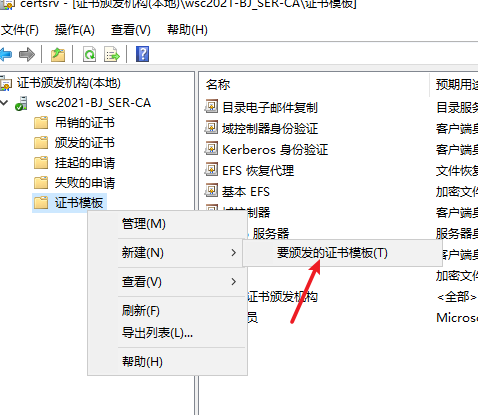 certsrv - [证书颁发机构(本地)\wsc2021-BJ_SER-CA\证书模板]
文件(F) 操作(A) 查看(V) 帮助(H)
证书颁发机构(本地)
wsc2021-BJ_SER-CA
吊销的证书
颁发的证书
挂起的申请
失败的申请
证书模板
名称 预期用途
目录电子邮件复制 目录服务
域控制器身份验证 客户端身
Kerberos 身份验证 客户端身
EFS 恢复代理 文件恢复
基本 EFS 加密文件
域控制器 客户端身
服务器 服务器身
客户端身
加密文件
证书颁发机构 <全部>
员 Micros
管理(M)
新建(N)
查看(V)
刷新(F)
导出列表(L)...
帮助(H)
要颁发的证书模板(T)